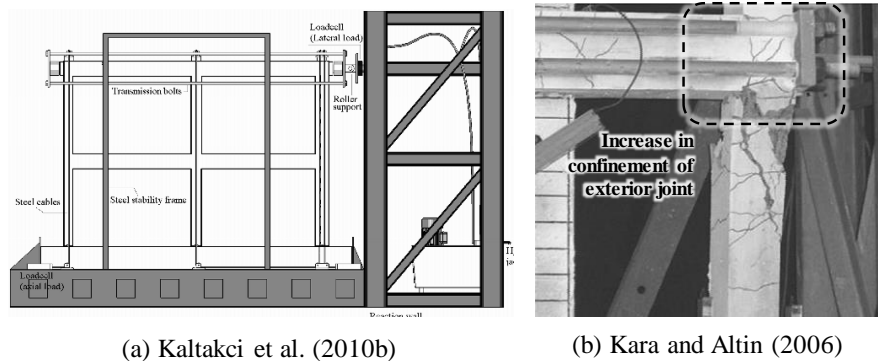 Loadcell
(Lateral load)
Transmission bolts
Roller
support
Steel cables
Steel stability frame
Loadcell
(axial load)
Reaction wall
Increase in
confinement of
exterior joint
(a) Kaltakci et al. (2010b)
(b) Kara and Altin (2006)